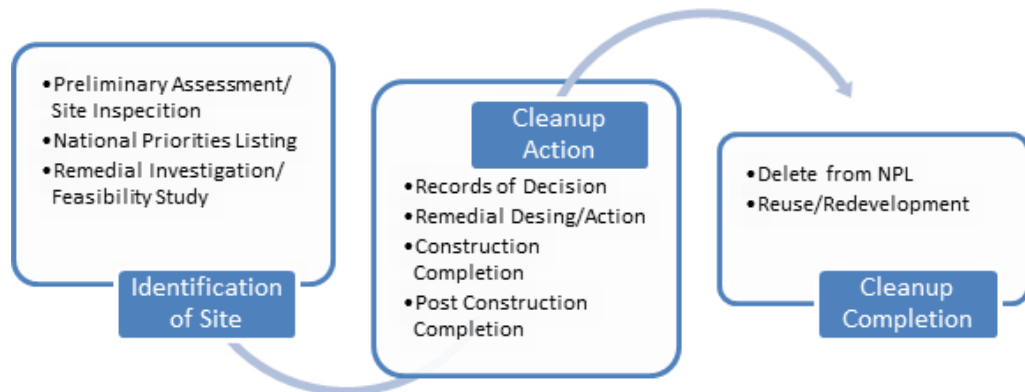 •Preliminary Assessment/
Site Inspecition
•National Priorities Listing
•Remedial Investigation/
Feasibility Study
Identification
of Site
Cleanup
Action
•Records of Decision
•Remedial Desing/Action
•Construction
Completion
•Post Construction
Completion
•Delete from NPL
•Reuse/Redevelopment
Cleanup
Completion